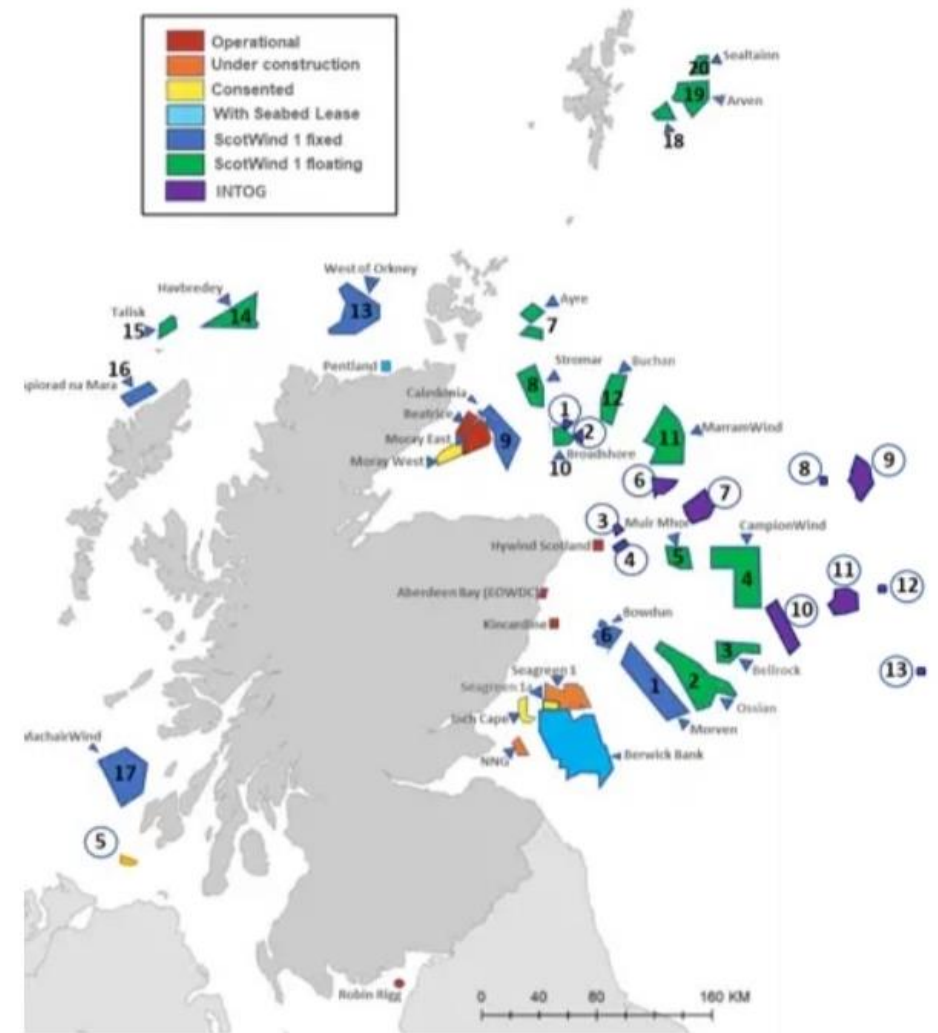 Operational
Under construction
Consented
With Seabed Lease
ScotWind 1 fixed
ScotWind 1 floating
INTOG
Sealtainn
20
19
Arven
18
West of Orkney
Havbredey
13
14
Talisk
15
Ayre
7
16
piorad na Mara
Pentland
Stromar
8
Buchan
12
Caledonia
Beatrice
1
2
9
Moray East
Moray West
11
MarramWind
Broadshore
10
8
9
6
7
3
Muir Mhor
CampionWind
Hywind Scotland
4
5
4
11
12
Aberdeen Bay (EOWDC)
10
Bowdun
Kincardine
6
3
Bellrock
13
Seagreen 1
Seagreen 1a
1
2
Ossian
Inch Cape
Morven
MachairWind
NNG
Berwick Bank
17
5
Robin Rigg
0 40 80 160 KM